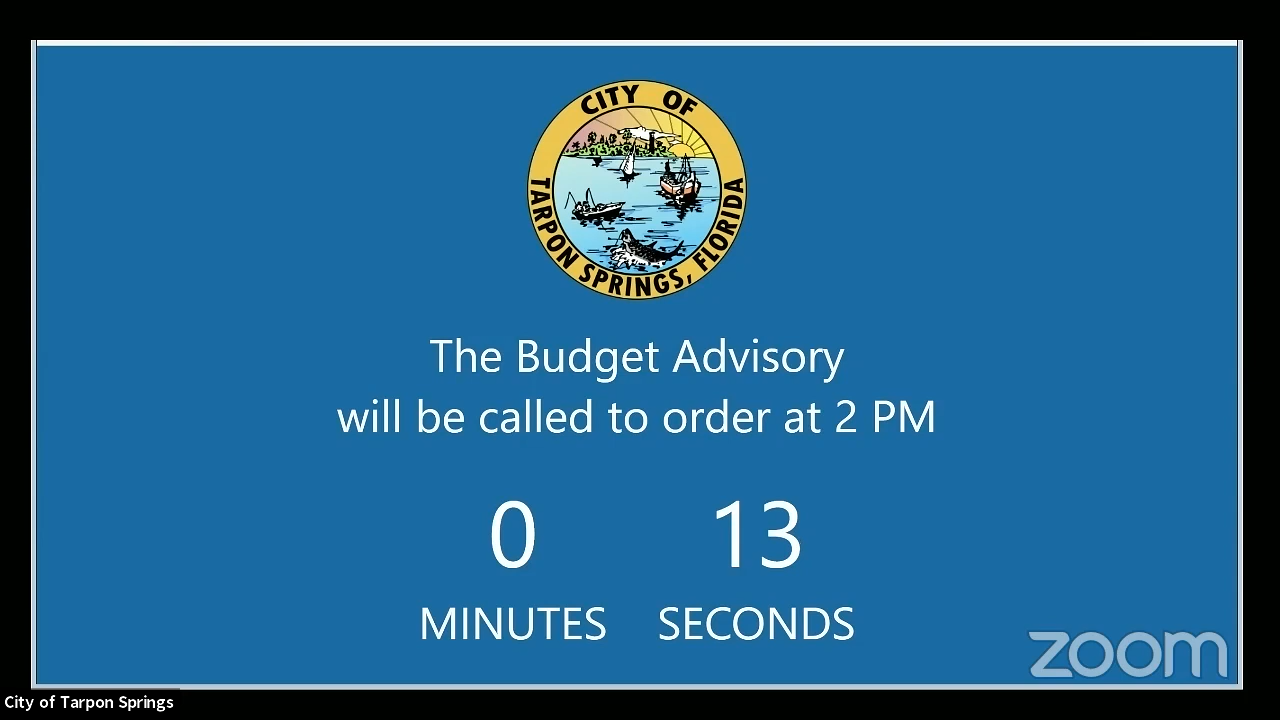 CITY OF
TARPON SPRINGS, FLORIDA
The Budget Advisory
will be called to order at 2 PM
0 13
MINUTES SECONDS
zoom
City of Tarpon Springs